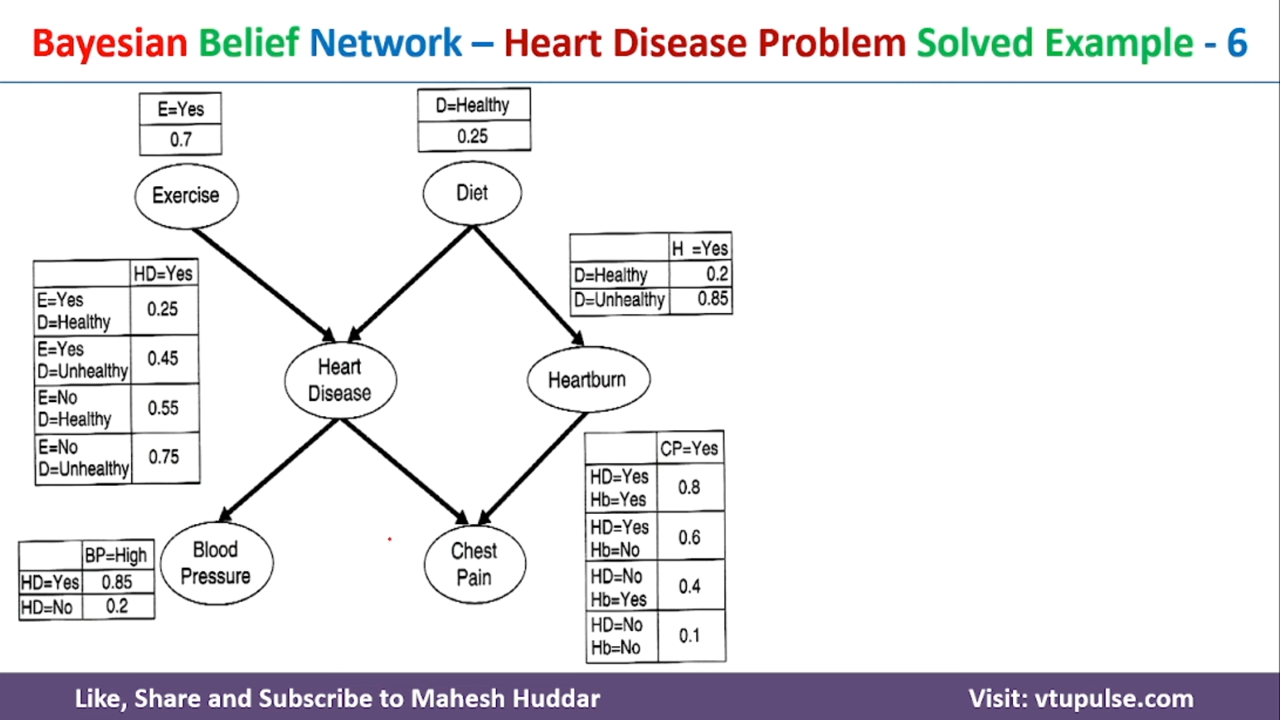 Bayesian Belief Network – Heart Disease Problem Solved Example - 6
E=Yes
0.7
D=Healthy
0.25
Exercise
Diet
H =Yes
D=Healthy 0.2
D=Unhealthy 0.85
HD=Yes
E=Yes
D=Healthy
0.25
E=Yes
D=Unhealthy
0.45
E=No
D=Healthy
0.55
E=No
D=Unhealthy
0.75
Heart
Disease
Heartburn
CP=Yes
HD=Yes
Hb=Yes
0.8
HD=Yes
Hb=No
0.6
HD=No
Hb=Yes
0.4
HD=No
Hb=No
0.1
BP=High
HD=Yes 0.85
HD=No 0.2
Blood
Pressure
Chest
Pain
Like, Share and Subscribe to Mahesh Huddar
Visit: vtupulse.com